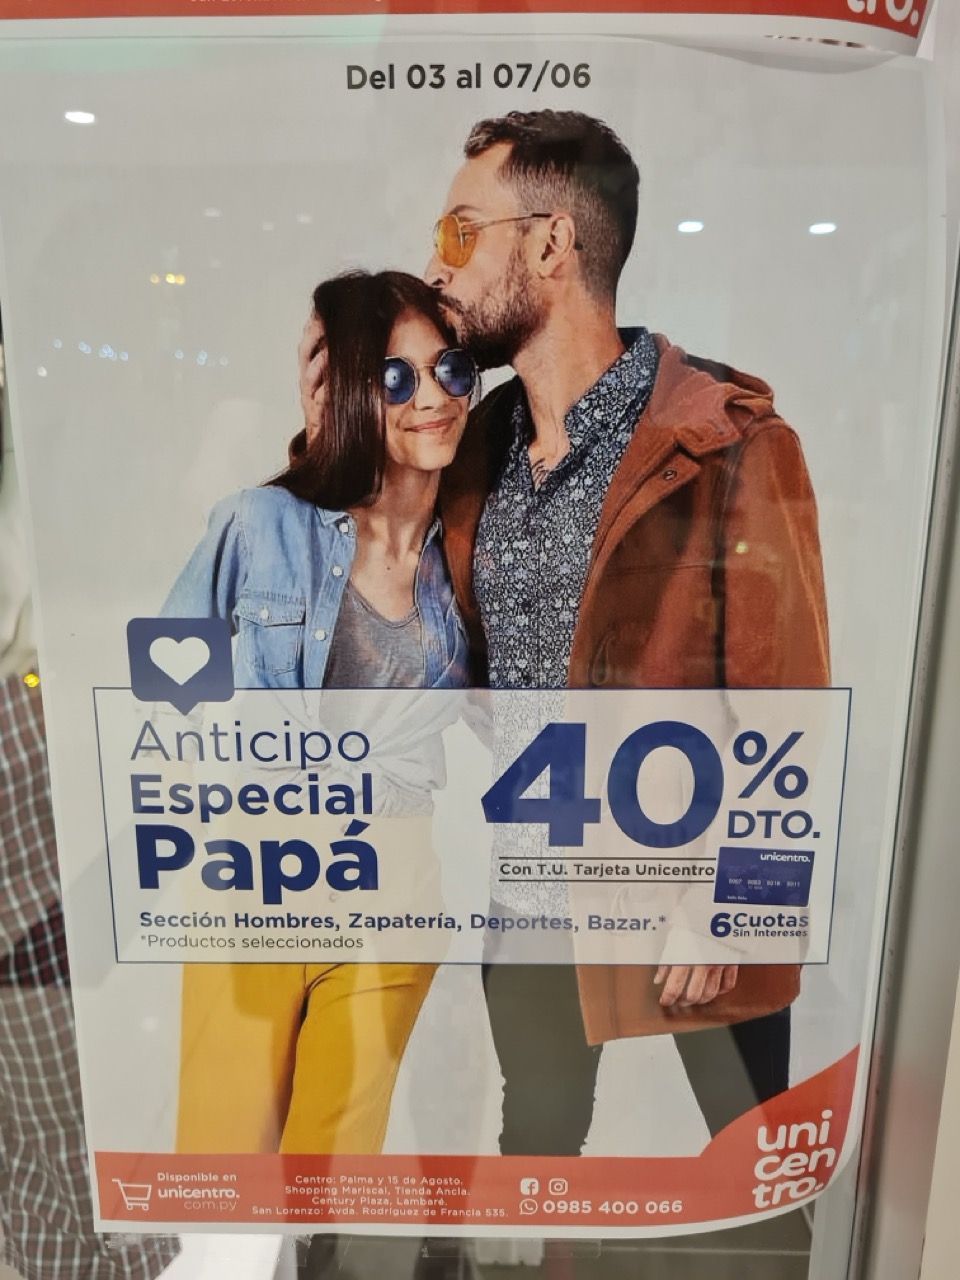 Del 03 al 07/06
Anticipo
Especial
Papá
40%
DTO.
Con T.U. Tarjeta Unicentro
unicentro.
Sección Hombres, Zapatería, Deportes, Bazar.*
*Productos seleccionados
6 Cuotas
Sin Intereses
uni
cen
tro.
Disponible en
unicentro.
com.py
Centro: Palma y 15 de Agosto.
Shopping Mariscal, Tienda Ancla.
Century Plaza, Lambaré.
San Lorenzo: Avda. Rodríguez de Francia 535.
0985 400 066